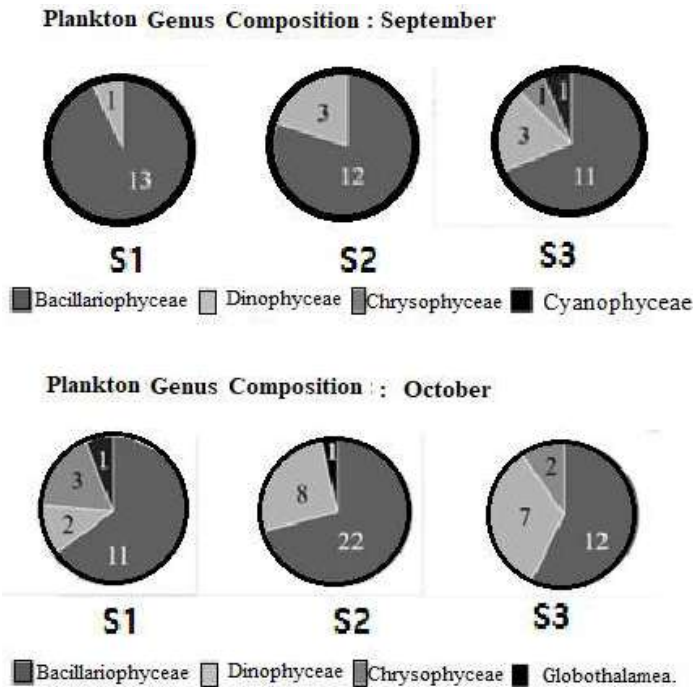 Plankton Genus Composition : September
1
13
3
12
1 1
3
11
S1 S2 S3
Bacillariophyceae Dinophyceae Chrysophyceae Cyanophyceae
Plankton Genus Composition : : October
1
3
2
11
1
8
22
2
7
12
S1 S2 S3
Bacillariophyceae Dinophyceae Chrysophyceae Globothalamea.